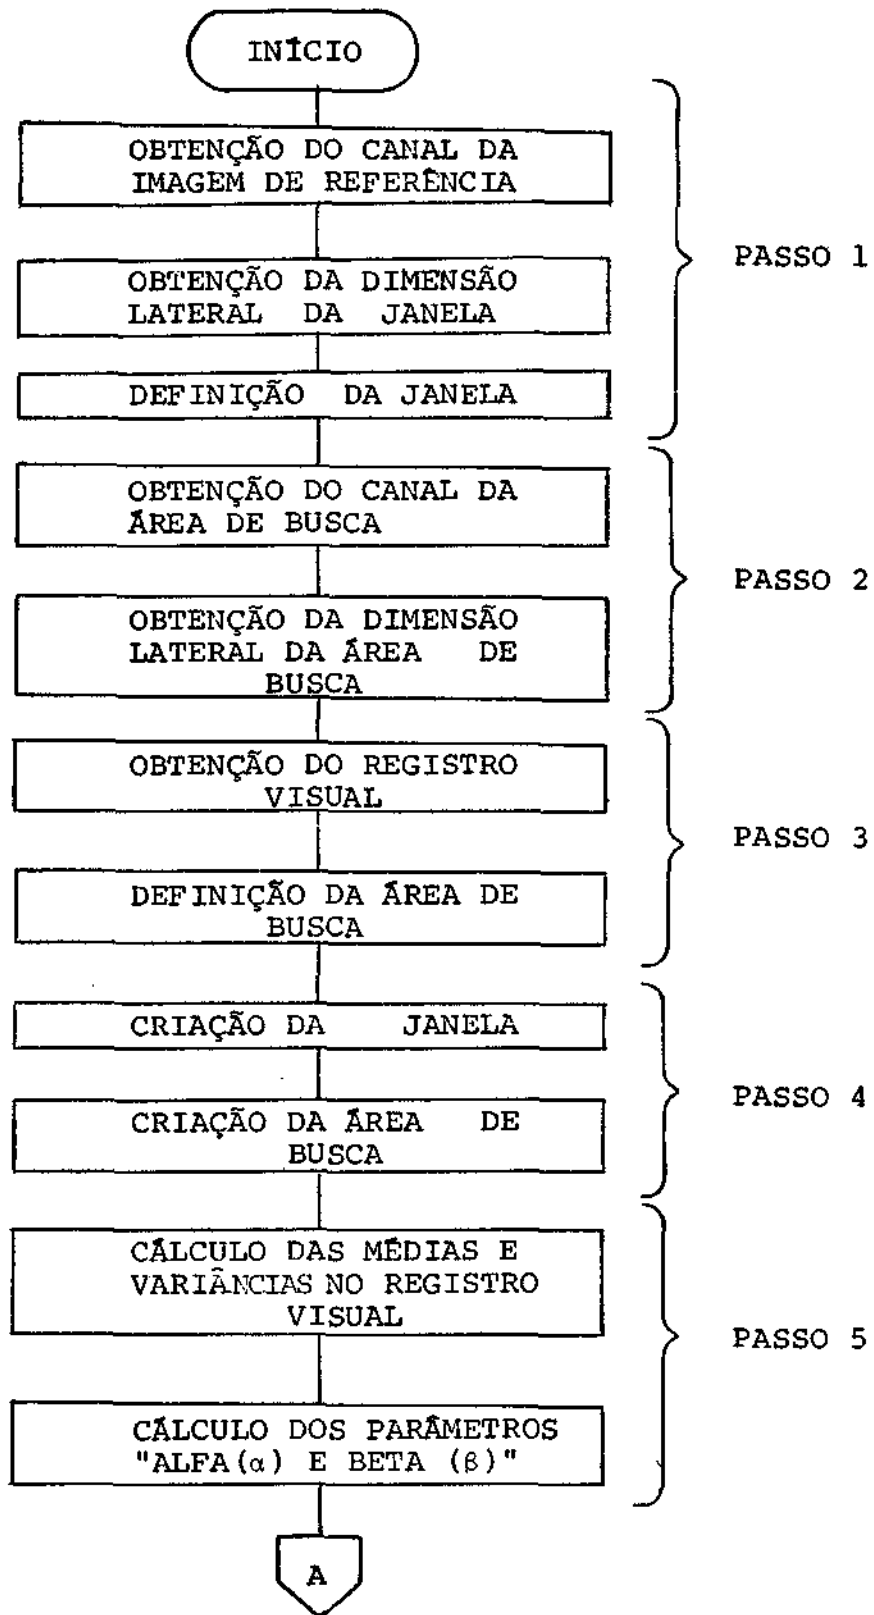 INÍCIO
OBTENÇÃO DO CANAL DA
IMAGEM DE REFERÊNCIA
OBTENÇÃO DA DIMENSÃO
LATERAL DA JANELA
DEFINIÇÃO DA JANELA
PASSO 1
OBTENÇÃO DO CANAL DA
ÁREA DE BUSCA
OBTENÇÃO DA DIMENSÃO
LATERAL DA ÁREA DE
BUSCA
PASSO 2
OBTENÇÃO DO REGISTRO
VISUAL
DEFINIÇÃO DA ÁREA DE
BUSCA
PASSO 3
CRIAÇÃO DA JANELA
CRIAÇÃO DA ÁREA DE
BUSCA
PASSO 4
CÁLCULO DAS MÉDIAS E
VARIÂNCIAS NO REGISTRO
VISUAL
CÁLCULO DOS PARÂMETROS
"ALFA(α) E BETA (β)"
PASSO 5
A